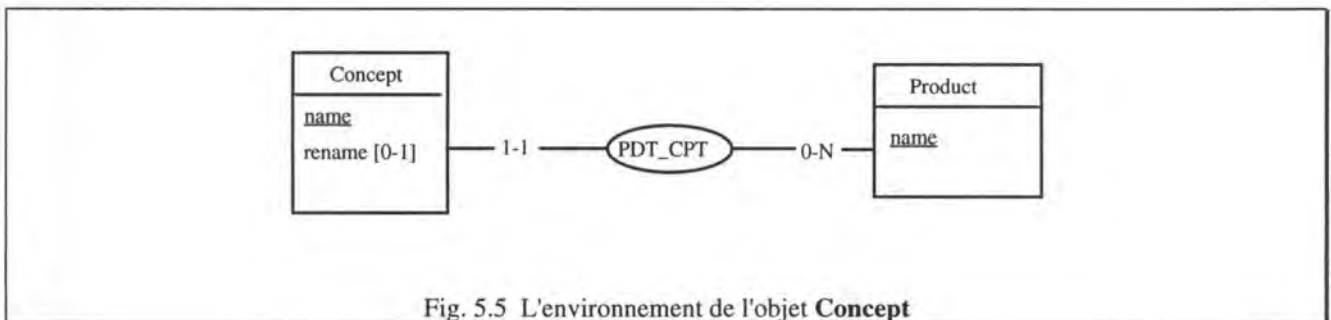 Concept
name
rename [0-1]
1-1
PDT_CPT
0-N
Product
name
Fig. 5.5 L'environnement de l'objet Concept